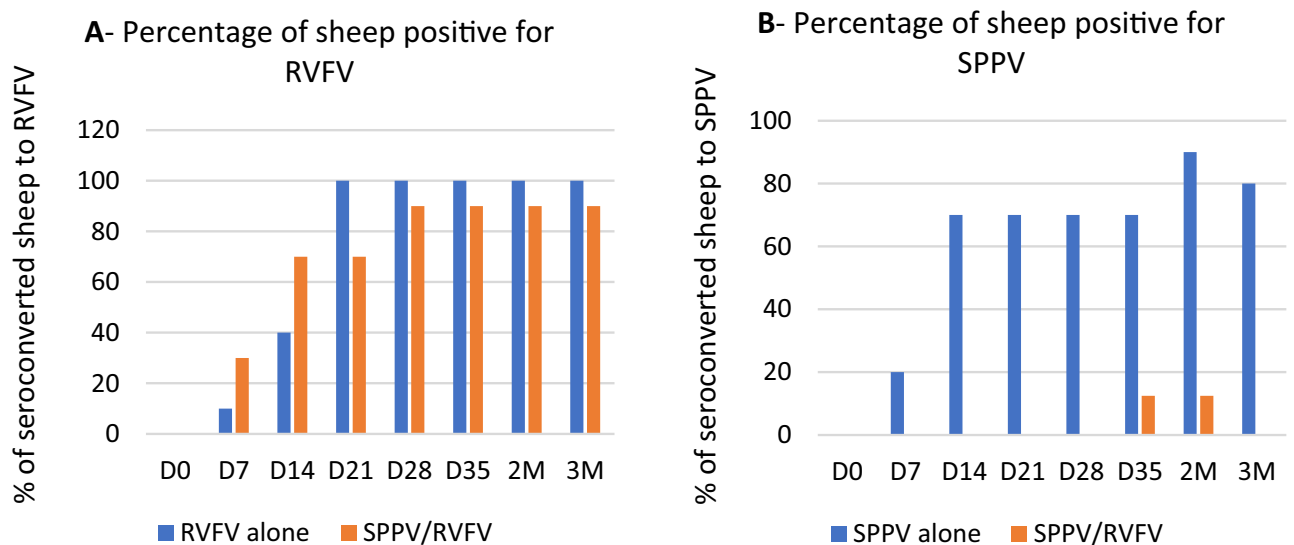 A- Percentage of sheep positive for
RVFV
% of seroconverted sheep to RVFV
120
100
80
60
40
20
0
D0 D7 D14 D21 D28 D35 2M 3M
RVFV alone SPPV/RVFV
B- Percentage of sheep positive for
SPPV
% of seroconverted sheep to SPPV
100
80
60
40
20
0
D0 D7 D14 D21 D28 D35 2M 3M
SPPV alone SPPV/RVFV